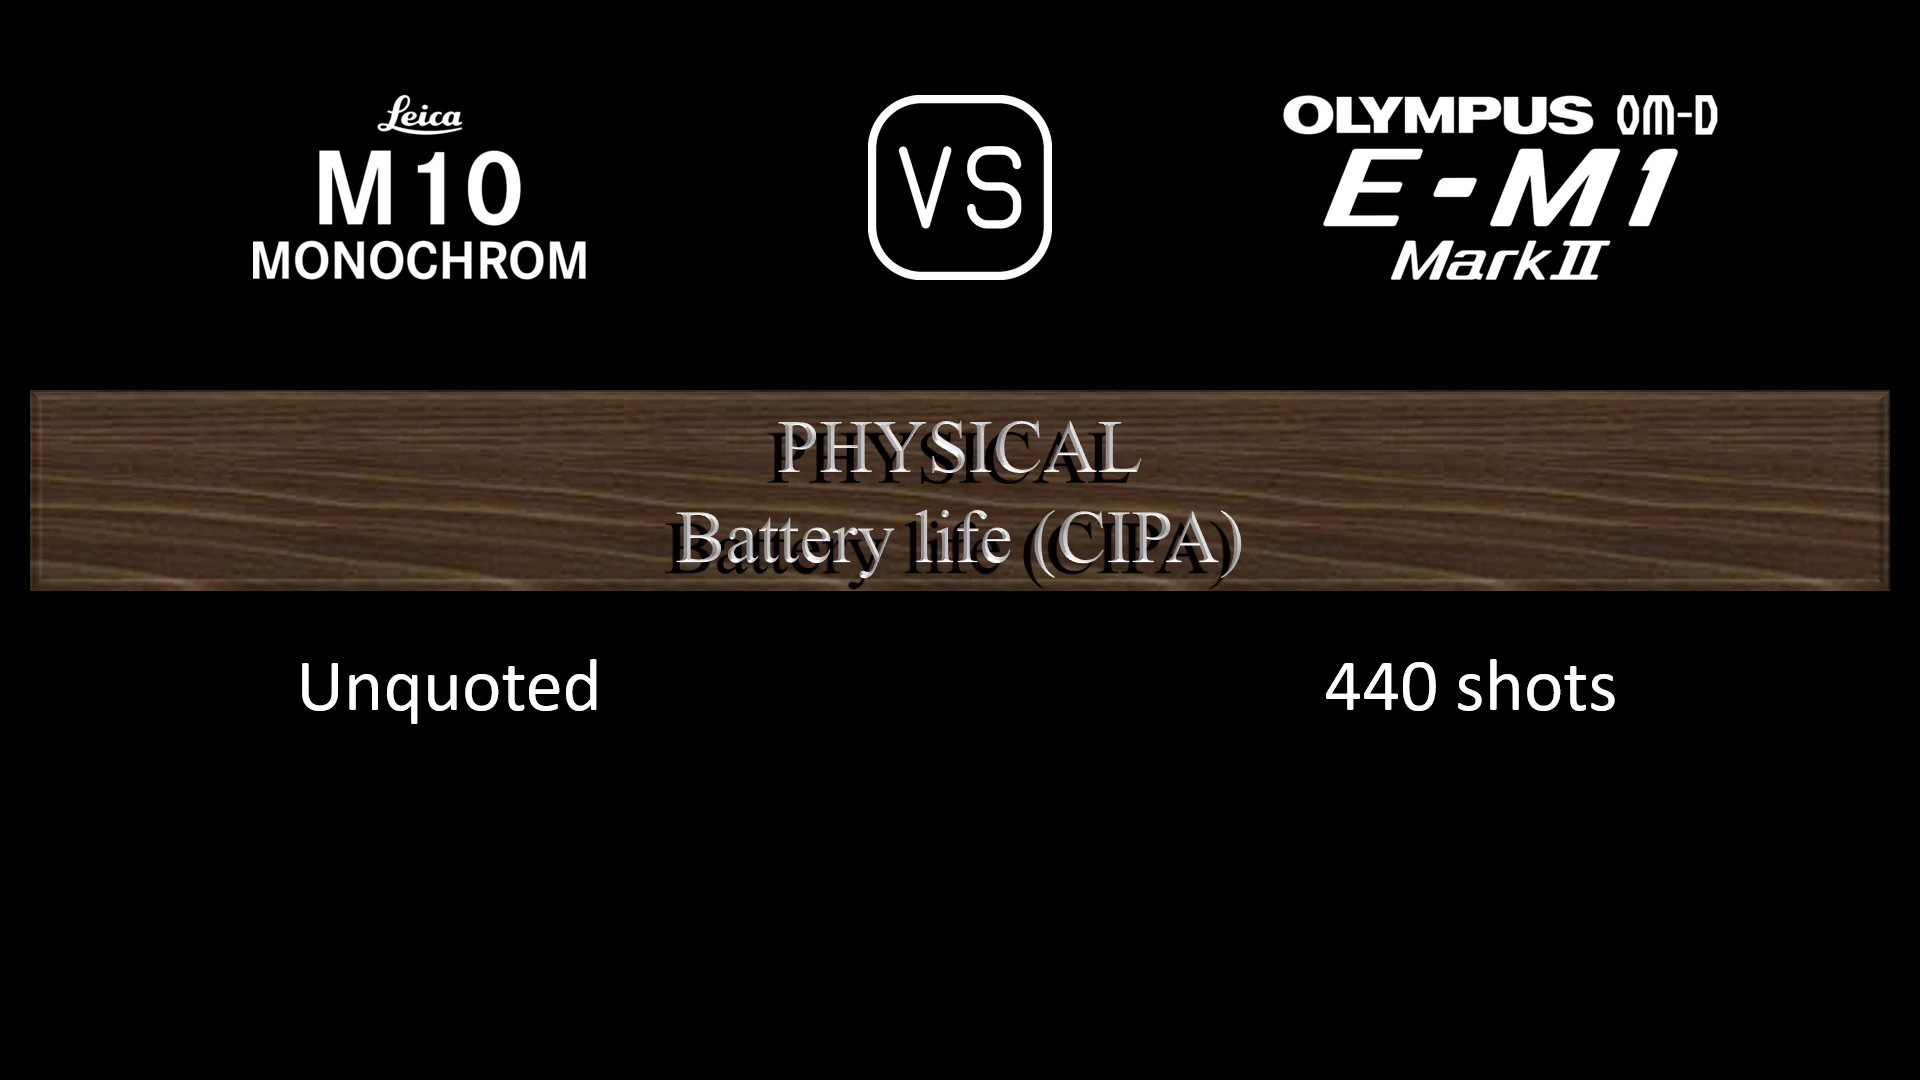 Leica
M10
MONOCHROM
VS
OLYMPUS OM-D
E-M1
Mark II
PHYSICAL
Battery life (CIPA)
Unquoted
440 shots